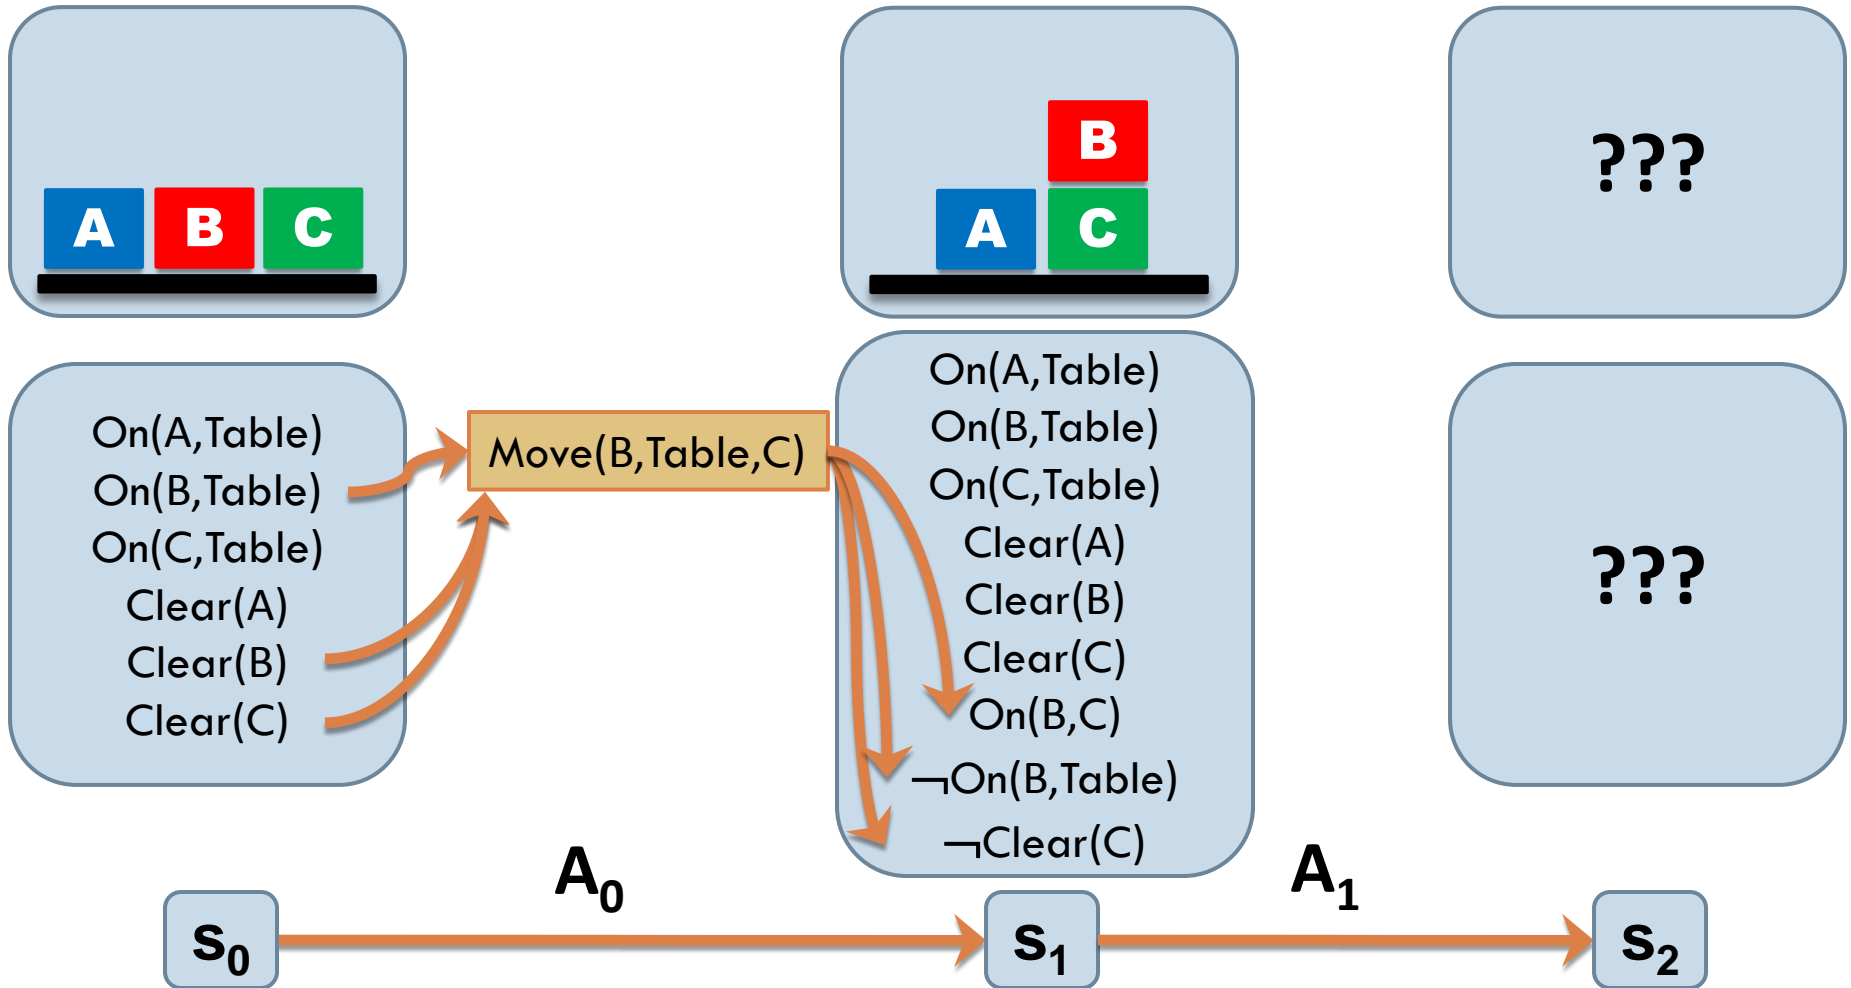 A B C
B
A C
???
On(A,Table)
On(B,Table)
On(C,Table)
Clear(A)
Clear(B)
Clear(C)
Move(B,Table,C)
On(A,Table)
On(B,Table)
On(C,Table)
Clear(A)
Clear(B)
Clear(C)
On(B,C)
¬On(B,Table)
¬Clear(C)
???
A₀
A₁
s₀
s₁
s₂